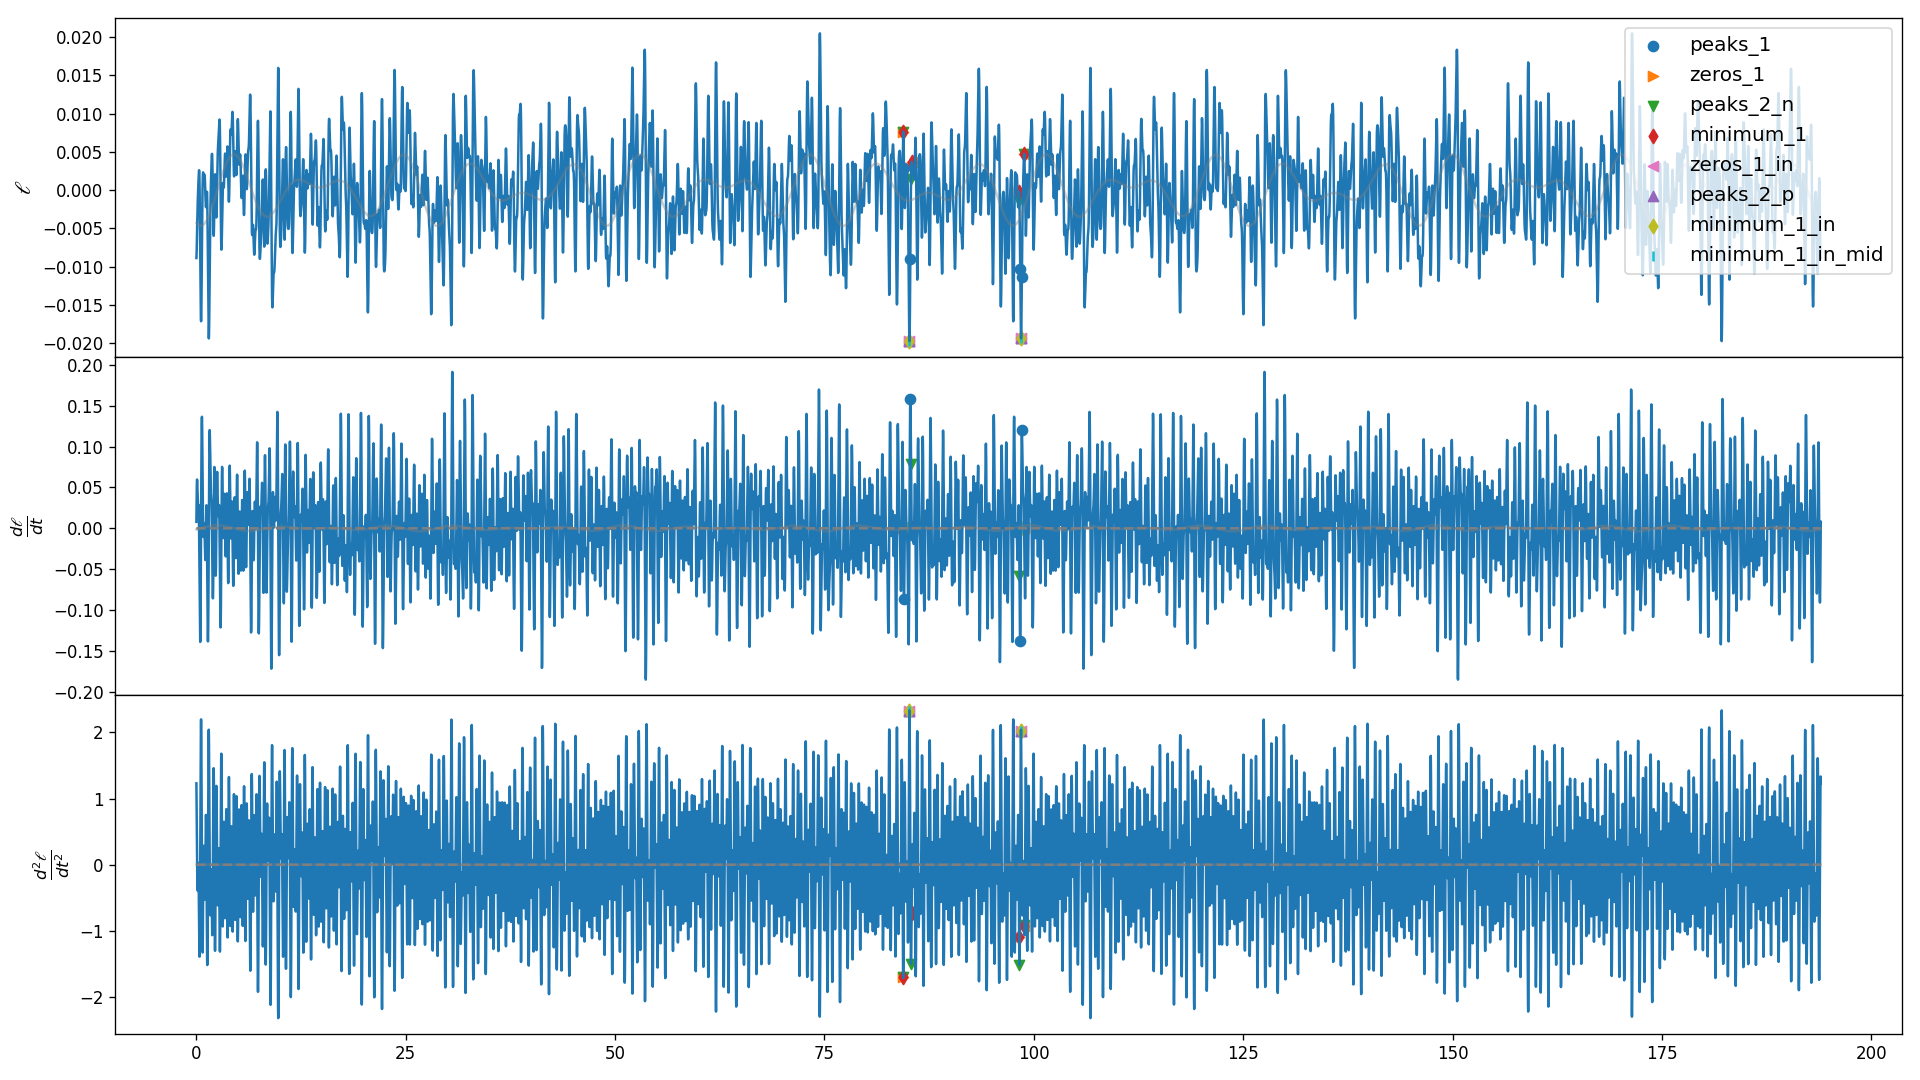 0.020
0.015
0.010
0.005
0.000
−0.005
−0.010
−0.015
−0.020
ℓ
peaks_1
zeros_1
peaks_2_n
minimum_1
zeros_1_in
peaks_2_p
minimum_1_in
minimum_1_in_mid
0.20
0.15
0.10
0.05
0.00
−0.05
−0.10
−0.15
−0.20
dℓ
dt
2
1
0
−1
−2
d²ℓ
dt²
0 25 50 75 100 125 150 175 200